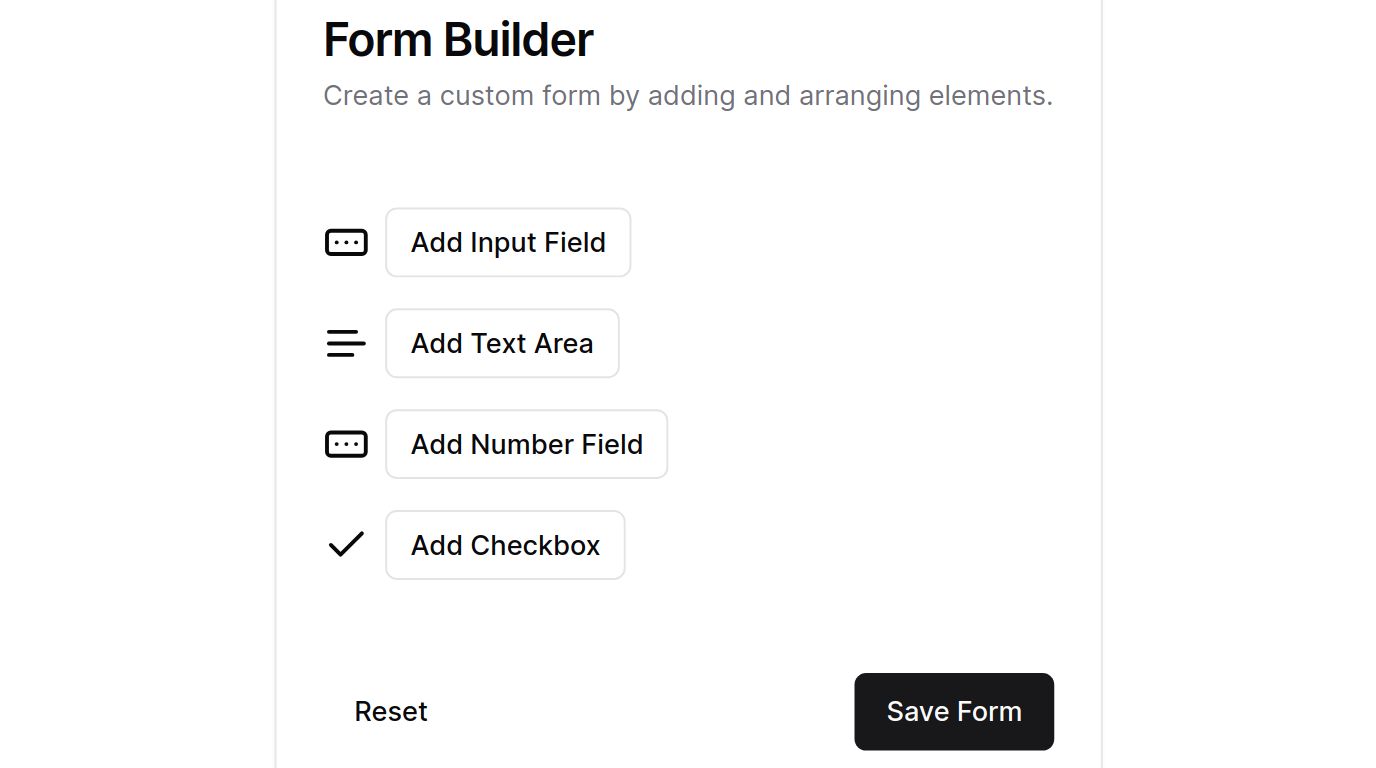 Form Builder
Create a custom form by adding and arranging elements.
Add Input Field
Add Text Area
Add Number Field
Add Checkbox
Reset
Save Form